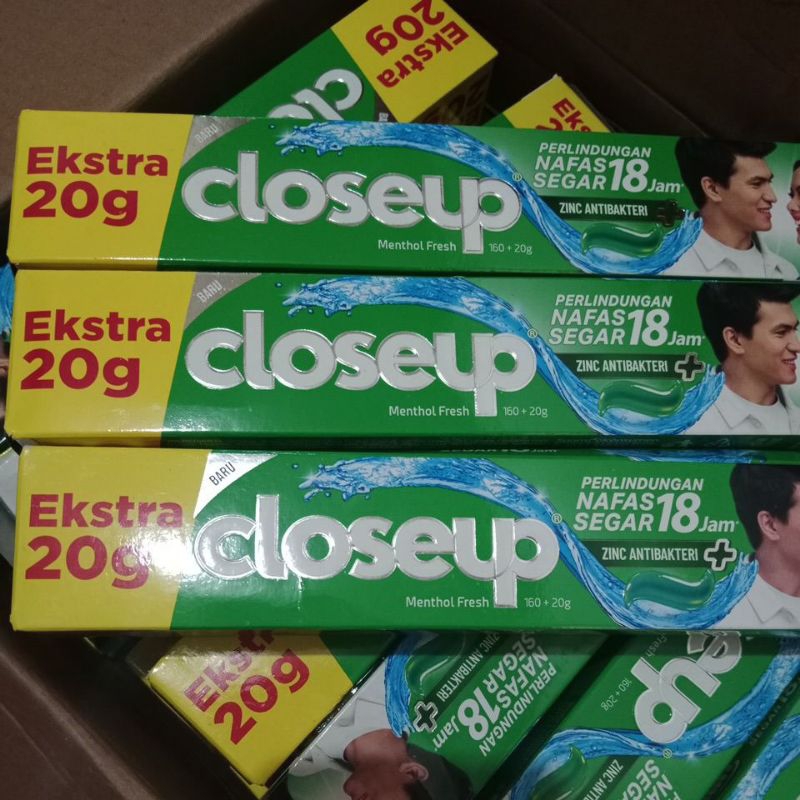 Ekstra
20g
Ekstra
20g
BARU
closeup®
Menthol Fresh 160 + 20g
PERLINDUNGAN
NAFAS
SEGAR 18 Jam*
ZINC ANTIBAKTERI +
Ekstra
20g
BARU
closeup®
Menthol Fresh 160 + 20g
PERLINDUNGAN
NAFAS
SEGAR 18 Jam*
ZINC ANTIBAKTERI +
Ekstra
20g
BARU
closeup®
Menthol Fresh 160 + 20g
PERLINDUNGAN
NAFAS
SEGAR 18 Jam*
ZINC ANTIBAKTERI +
Ekstra
20g
PERLINDUNGAN
NAFAS
SEGAR 18 Jam*
ZINC ANTIBAKTERI +
Fresh 160 + 20g